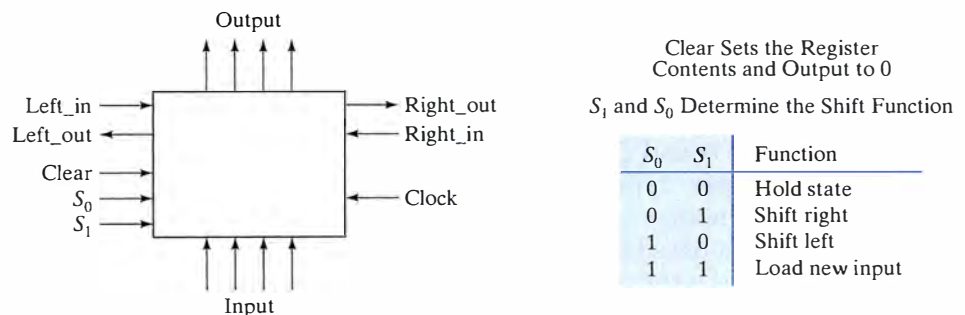 Output
Left_in
Right_out
Left_out
Right_in
Clear
S0
Clock
S1
Input
Clear Sets the Register
Contents and Output to 0
S1 and S0 Determine the Shift Function
S0 S1 Function
0 0 Hold state
0 1 Shift right
1 0 Shift left
1 1 Load new input